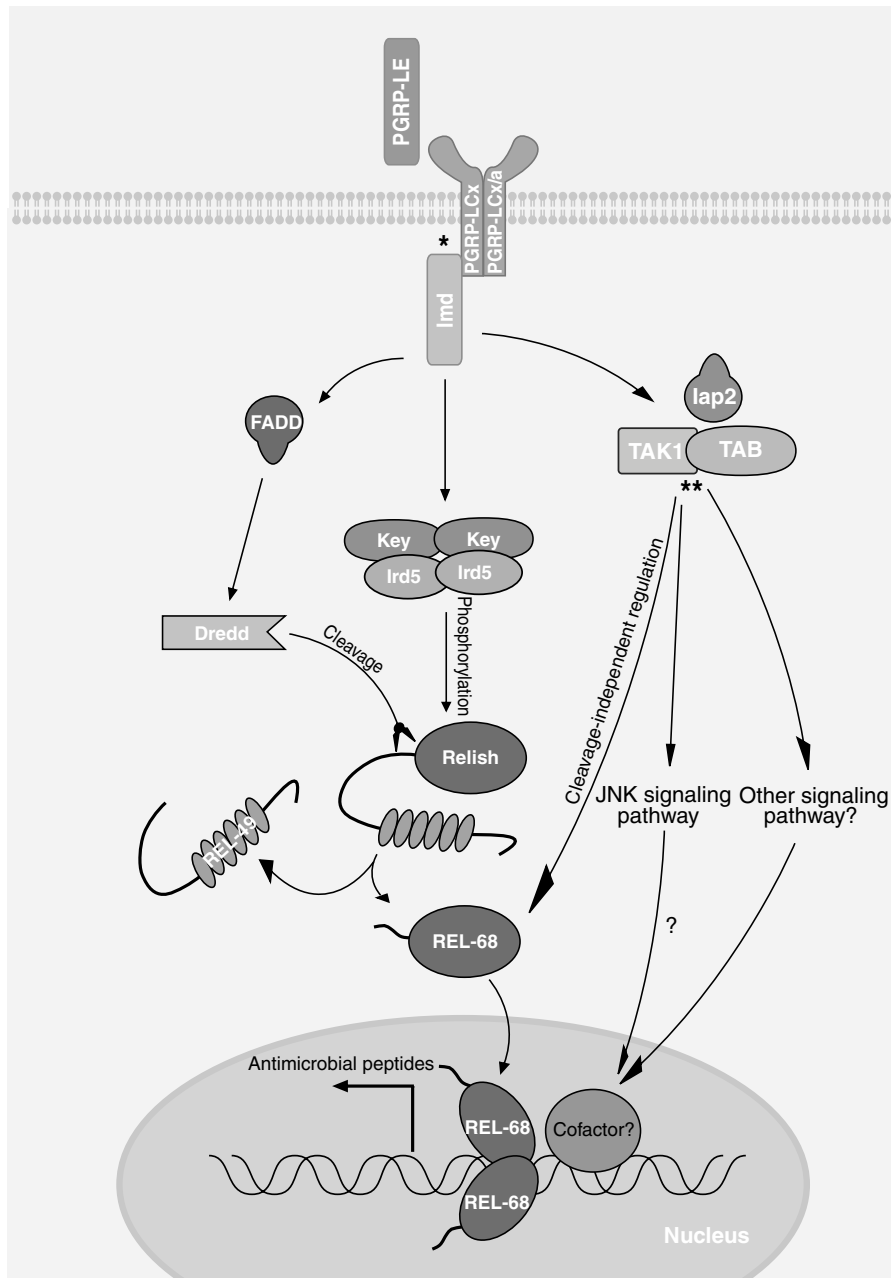 PGRP-LE
PGRP-LCx
PGRP-LCx/a
*
Imd
Iap2
FADD
TAK1
TAB
**
Key
Key
Ird5
Ird5
Phosphorylation
Cleavage-independent regulation
Dredd
Cleavage
Relish
JNK signaling
pathway
Other signaling
pathway?
REL-49
?
REL-68
Antimicrobial peptides
REL-68
Cofactor?
REL-68
Nucleus